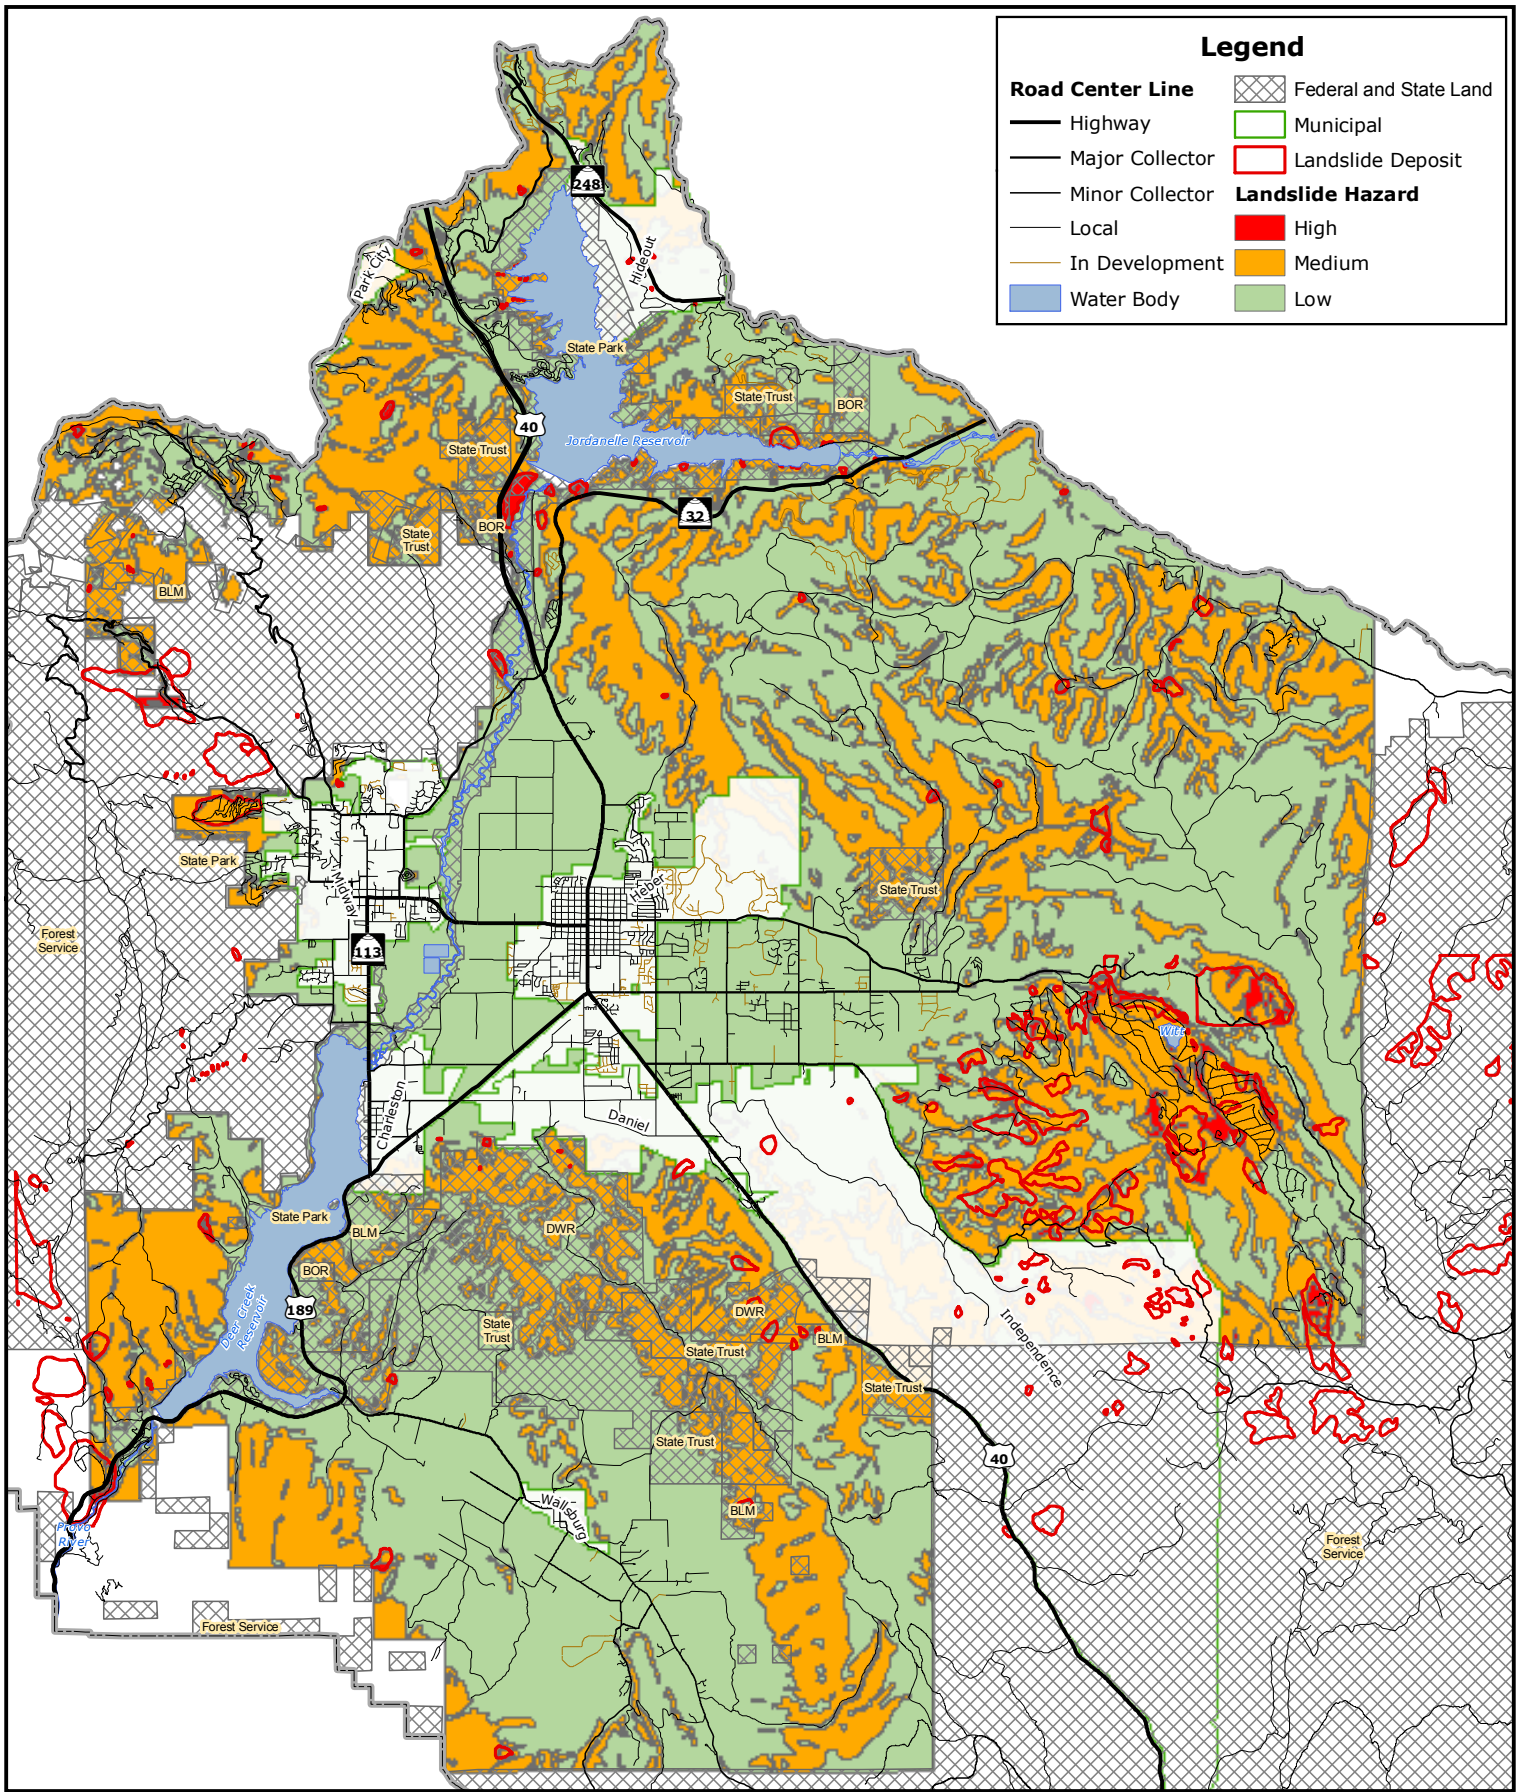 Legend
Road Center Line
Highway
Major Collector
Minor Collector
Local
In Development
Water Body
Federal and State Land
Municipal
Landslide Deposit
Landslide Hazard
High
Medium
Low
248
Park City
Hideout
State Park
State Trust
BOR
40
Jordanelle Reservoir
State Trust
32
BOR
State
Trust
BLM
State Park
Midway
Heber
State Trust
Forest
Service
113
Witt
Charleston
Daniel
State Park
BLM
DWR
BOR
189
Deer Creek
Reservoir
State
Trust
DWR
BLM
State Trust
Independence
State Trust
State Trust
40
BLM
Wallsburg
Provo
River
Forest
Service
Forest Service